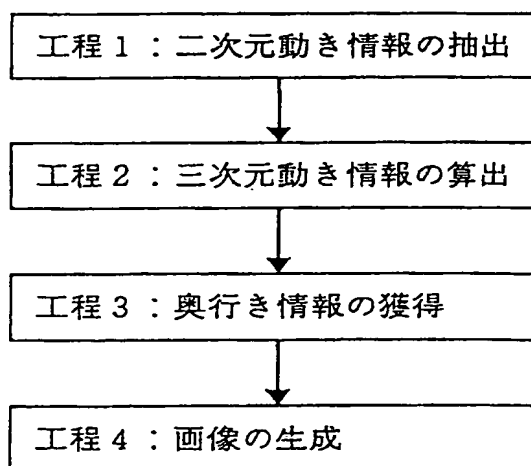 工程1：二次元動き情報の抽出
工程2：三次元動き情報の算出
工程3：奥行き情報の獲得
工程4：画像の生成